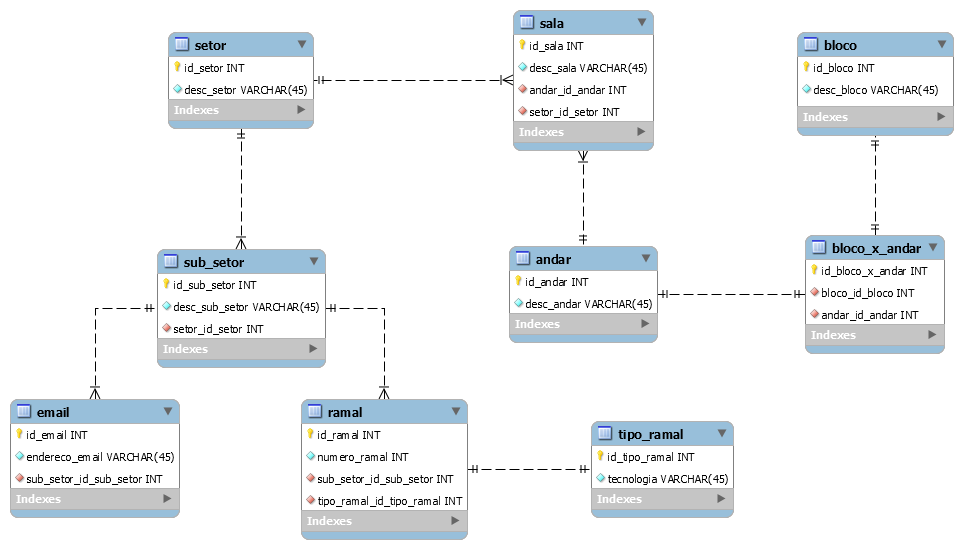 setor
id_setor INT
desc_setor VARCHAR(45)
Indexes
sala
id_sala INT
desc_sala VARCHAR(45)
andar_id_andar INT
setor_id_setor INT
Indexes
bloco
id_bloco INT
desc_bloco VARCHAR(45)
Indexes
sub_setor
id_sub_setor INT
desc_sub_setor VARCHAR(45)
setor_id_setor INT
Indexes
andar
id_andar INT
desc_andar VARCHAR(45)
Indexes
bloco_x_andar
id_bloco_x_andar INT
bloco_id_bloco INT
andar_id_andar INT
Indexes
email
id_email INT
endereco_email VARCHAR(45)
sub_setor_id_sub_setor INT
Indexes
ramal
id_ramal INT
numero_ramal INT
sub_setor_id_sub_setor INT
tipo_ramal_id_tipo_ramal INT
Indexes
tipo_ramal
id_tipo_ramal INT
tecnologia VARCHAR(45)
Indexes